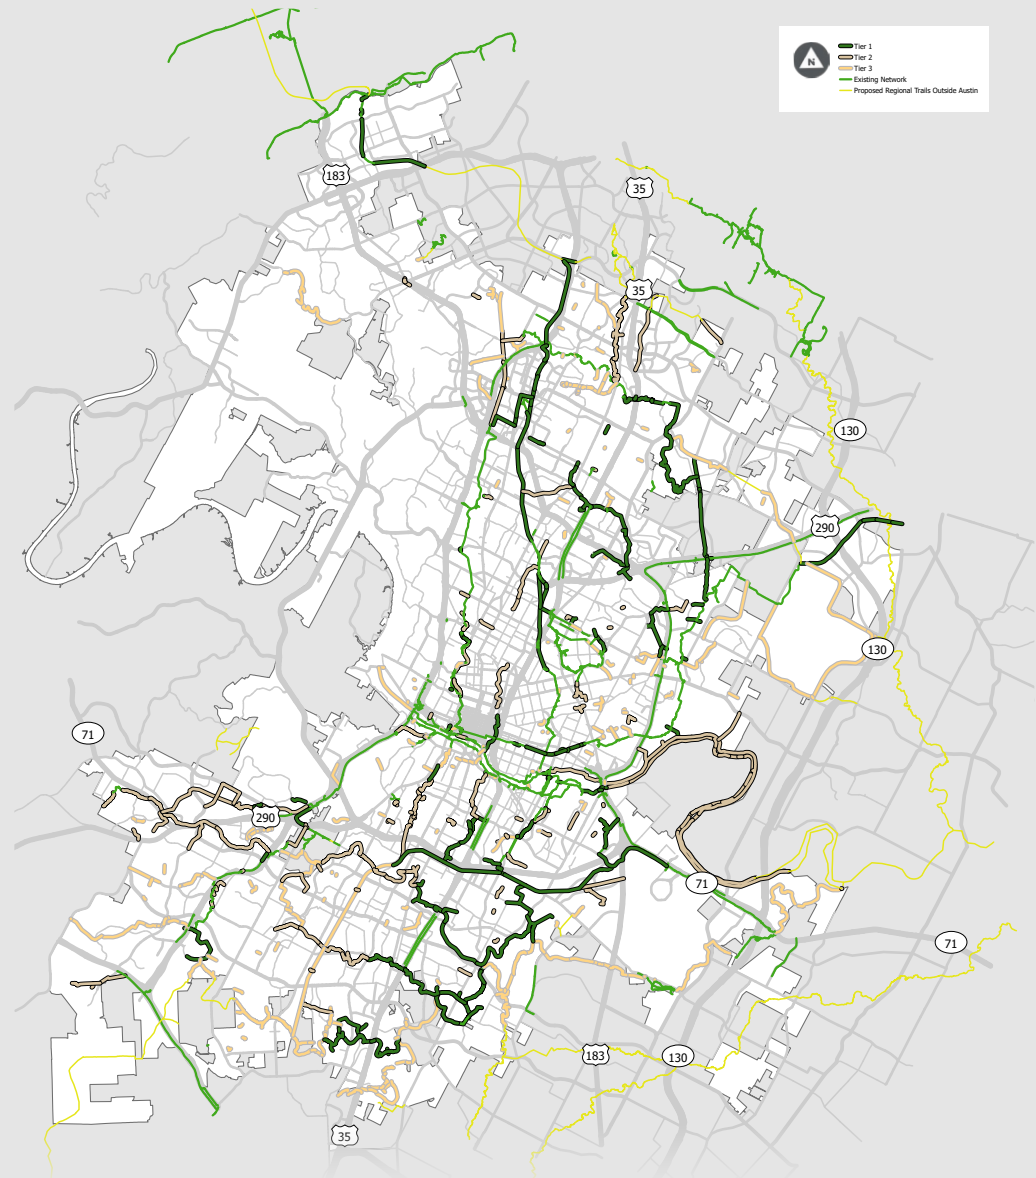 Tier 1
N
Tier 2
Tier 3
Existing Network
Proposed Regional Trails Outside Austin
183
35
35
130
290
130
71
290
71
71
183
130
35